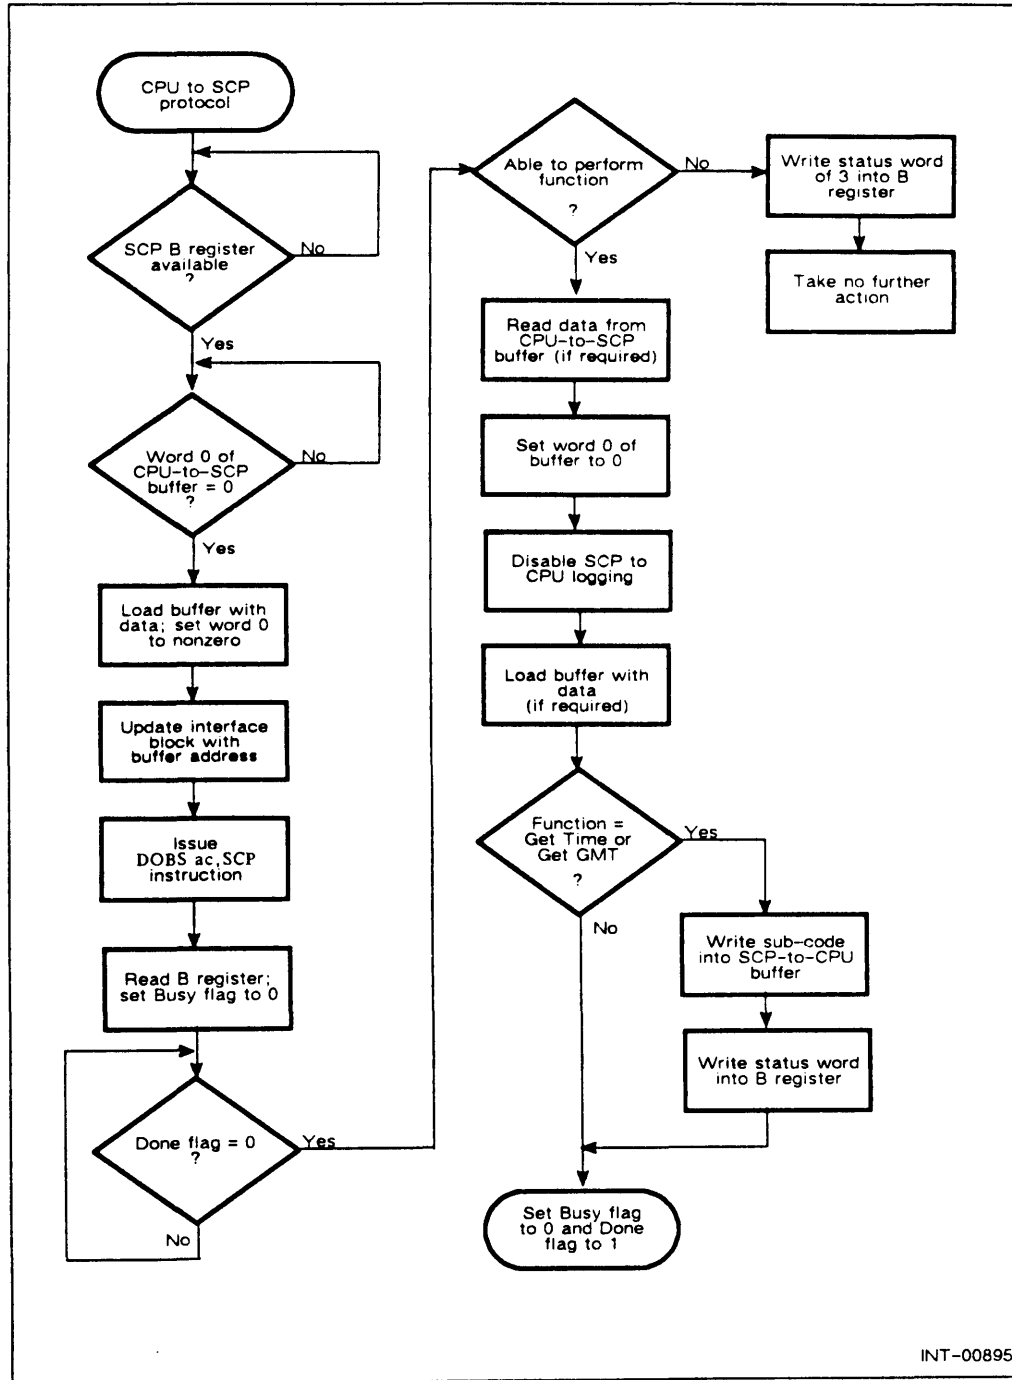 CPU to SCP
protocol
SCP B register
available
?
No
Yes
Word 0 of
CPU-to-SCP
buffer = 0
?
No
Yes
Load buffer with
data; set word 0
to nonzero
Update interface
block with
buffer address
Issue
DOBS ac,SCP
instruction
Read B register;
set Busy flag to 0
Done flag = 0
?
Yes
No
Able to perform
function
?
No
Yes
Write status word
of 3 into B
register
Take no further
action
Read data from
CPU-to-SCP
buffer (if required)
Set word 0 of
buffer to 0
Disable SCP to
CPU logging
Load buffer with
data
(if required)
Function =
Get Time or
Get GMT
?
Yes
No
Write sub-code
into SCP-to-CPU
buffer
Write status word
into B register
Set Busy flag
to 0 and Done
flag to 1
INT-00895